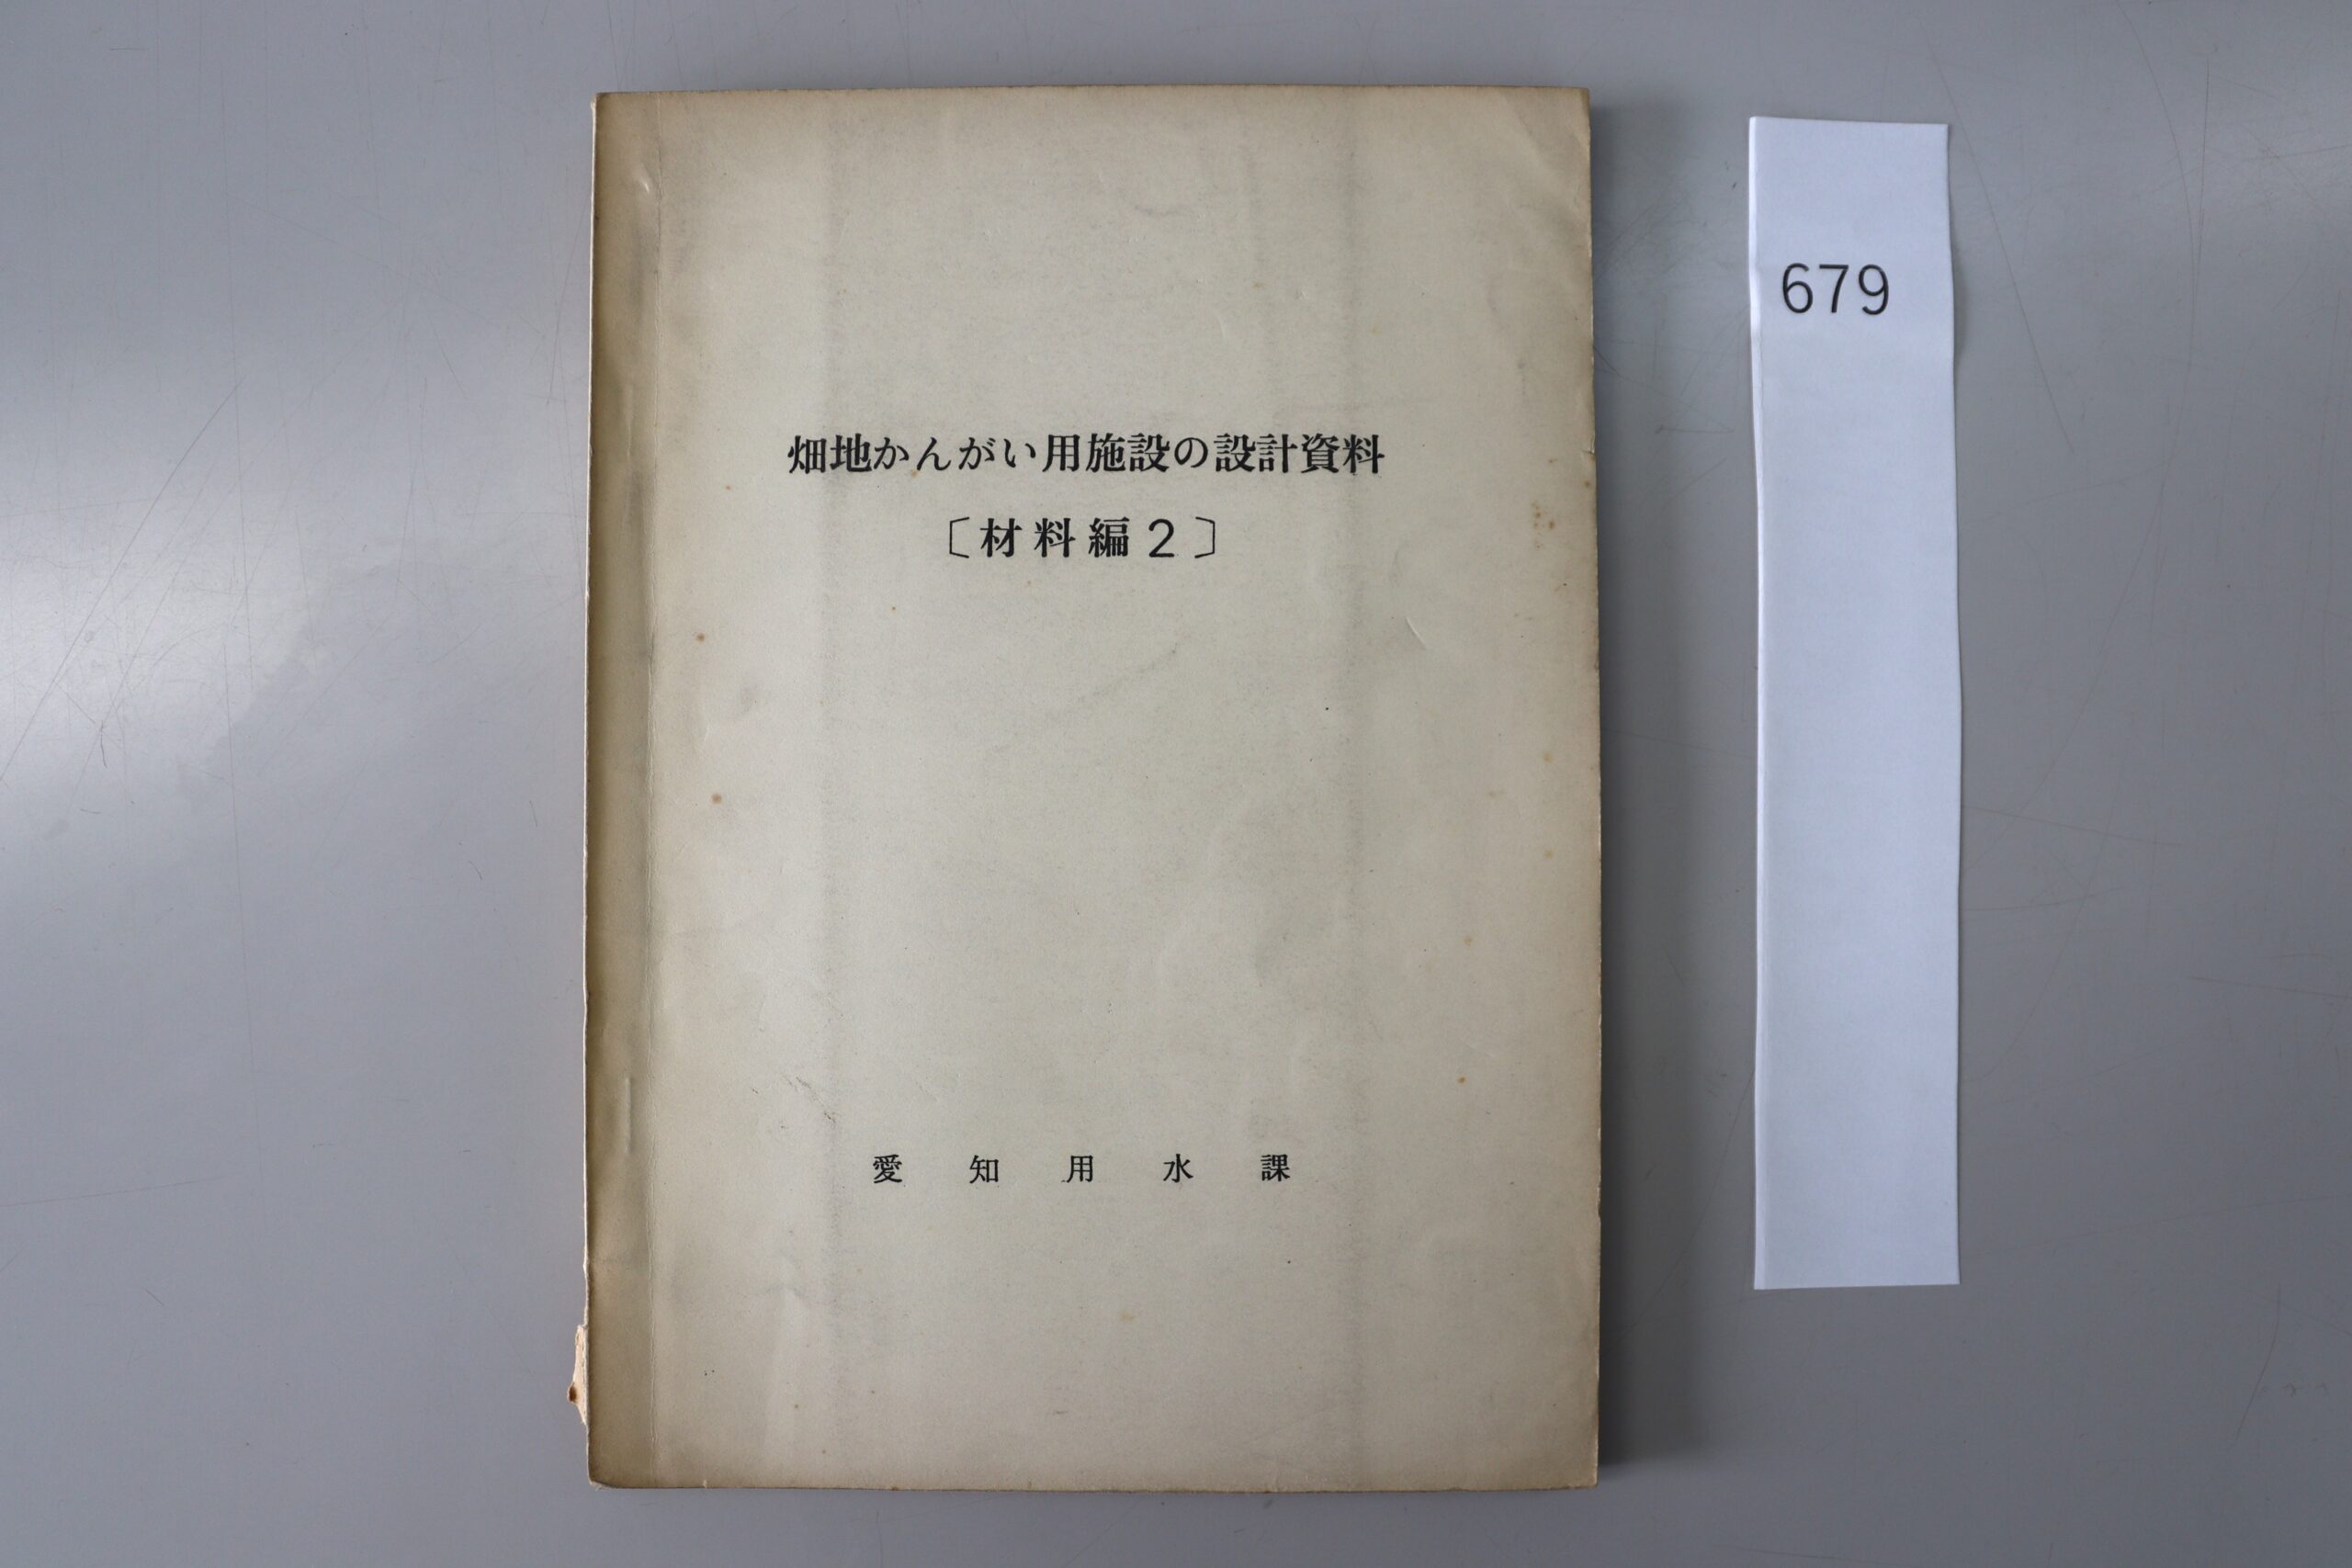 畑地かんがい用施設の設計資料
〔材料編2〕
愛知用水課
679